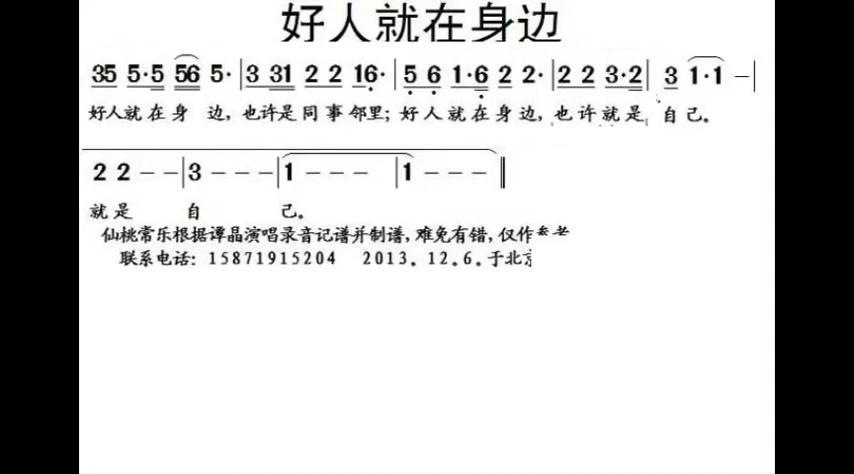 好人就在身边
35 5·5 56 5· | 3 31 2 2 16· | 5 6 1·6 2 2· | 2 2 3·2 | 3 1·1 — |
好人就在身 边，也许是同事邻里；好人就在身边，也许就是 自己。
2 2 — — | 3 — — — | 1 — — — | 1 — — — ‖
就是 自 己。
仙桃常乐根据谭晶演唱录音记谱并制谱，难免有错，仅作
联系电话：15871915204 2013．12．6．于北京